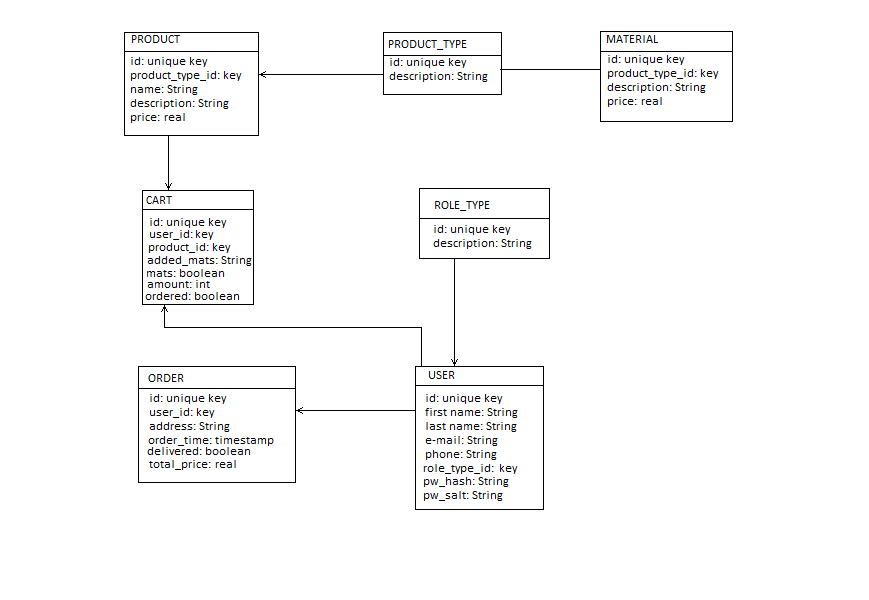 PRODUCT
id: unique key
product_type_id: key
name: String
description: String
price: real
PRODUCT_TYPE
id: unique key
description: String
MATERIAL
id: unique key
product_type_id: key
description: String
price: real
CART
id: unique key
user_id: key
product_id: key
added_mats: String
mats: boolean
amount: int
ordered: boolean
ROLE_TYPE
id: unique key
description: String
ORDER
id: unique key
user_id: key
address: String
order_time: timestamp
delivered: boolean
total_price: real
USER
id: unique key
first name: String
last name: String
e-mail: String
phone: String
role_type_id: key
pw_hash: String
pw_salt: String